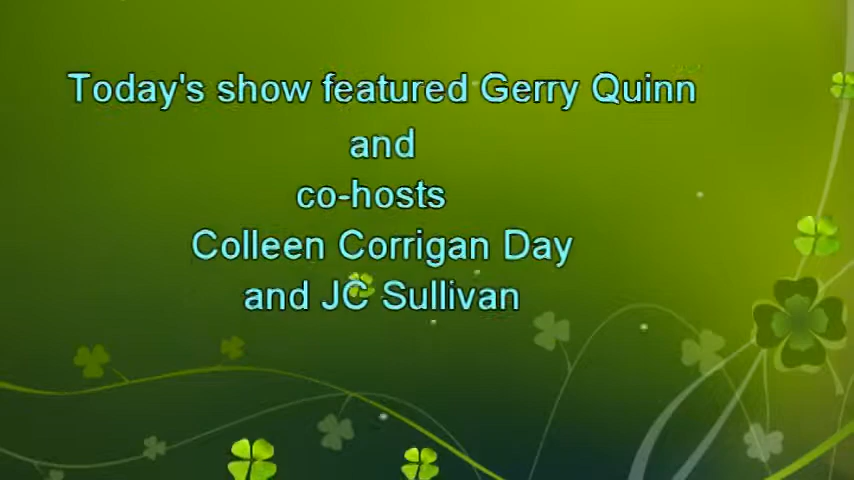 Today's show featured Gerry Quinn
and
co-hosts
Colleen Corrigan Day
and JC Sullivan